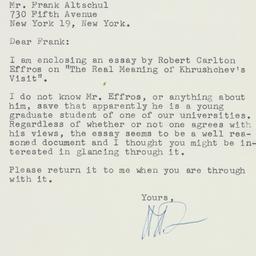 Mr. Frank Altschul
730 Fifth Avenue
New York 19, New York.
Dear Frank:
I am enclosing an essay by Robert Carlton
Effros on "The Real Meaning of Khrushchev's
Visit".
I do not know Mr. Effros, or anything about
him, save that apparently he is a young
graduate student of one of our universities.
Regardless of whether or not one agrees with
his views, the essay seems to be a well rea-
soned document and I thought you might be in-
terested in glancing through it.
Please return it to me when you are through
with it.
Yours,